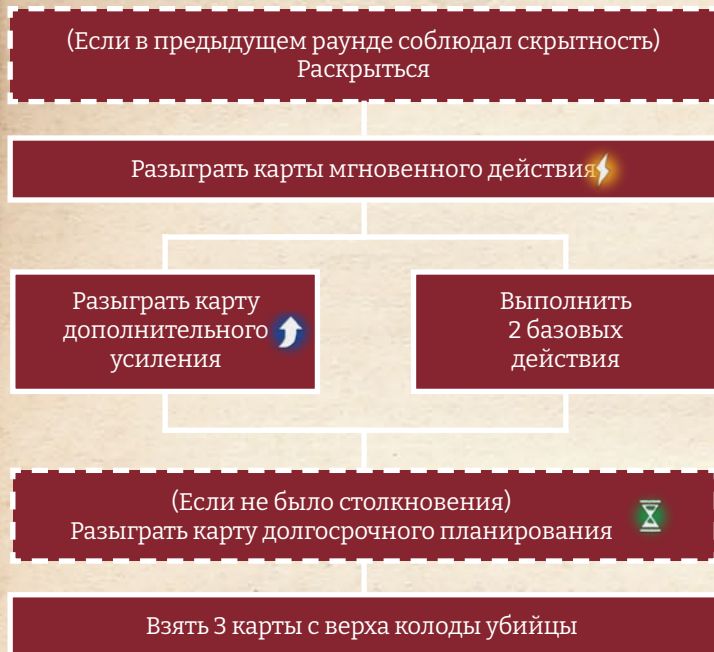 (Если в предыдущем раунде соблюдал скрытность)
Раскрыться
Разыграть карты мгновенного действия
Разыграть карту
дополнительного
усиления
Выполнить
2 базовых
действия
(Если не было столкновения)
Разыграть карту долгосрочного планирования
Взять 3 карты с верха колоды убийцы